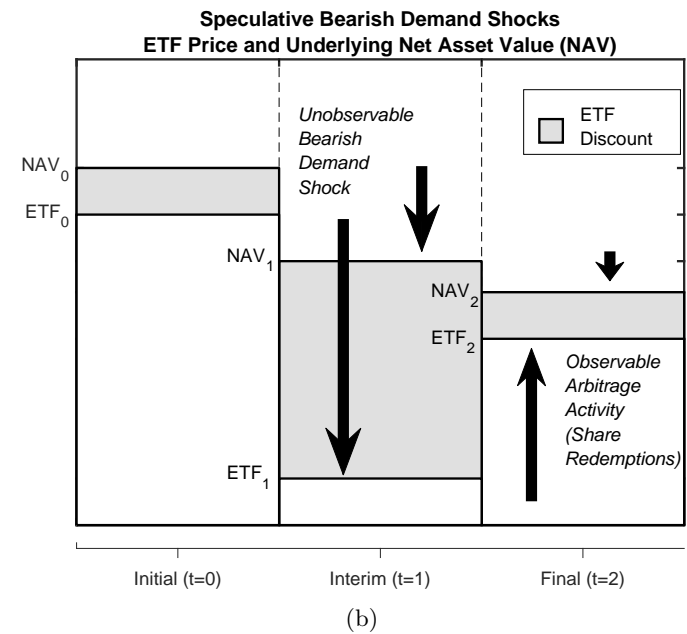 Speculative Bearish Demand Shocks
ETF Price and Underlying Net Asset Value (NAV)
Unobservable
Bearish
Demand
Shock
ETF
Discount
NAV0
ETF0
NAV1
NAV2
ETF2
Observable
Arbitrage
Activity
(Share
Redemptions)
ETF1
Initial (t=0)
Interim (t=1)
Final (t=2)
(b)